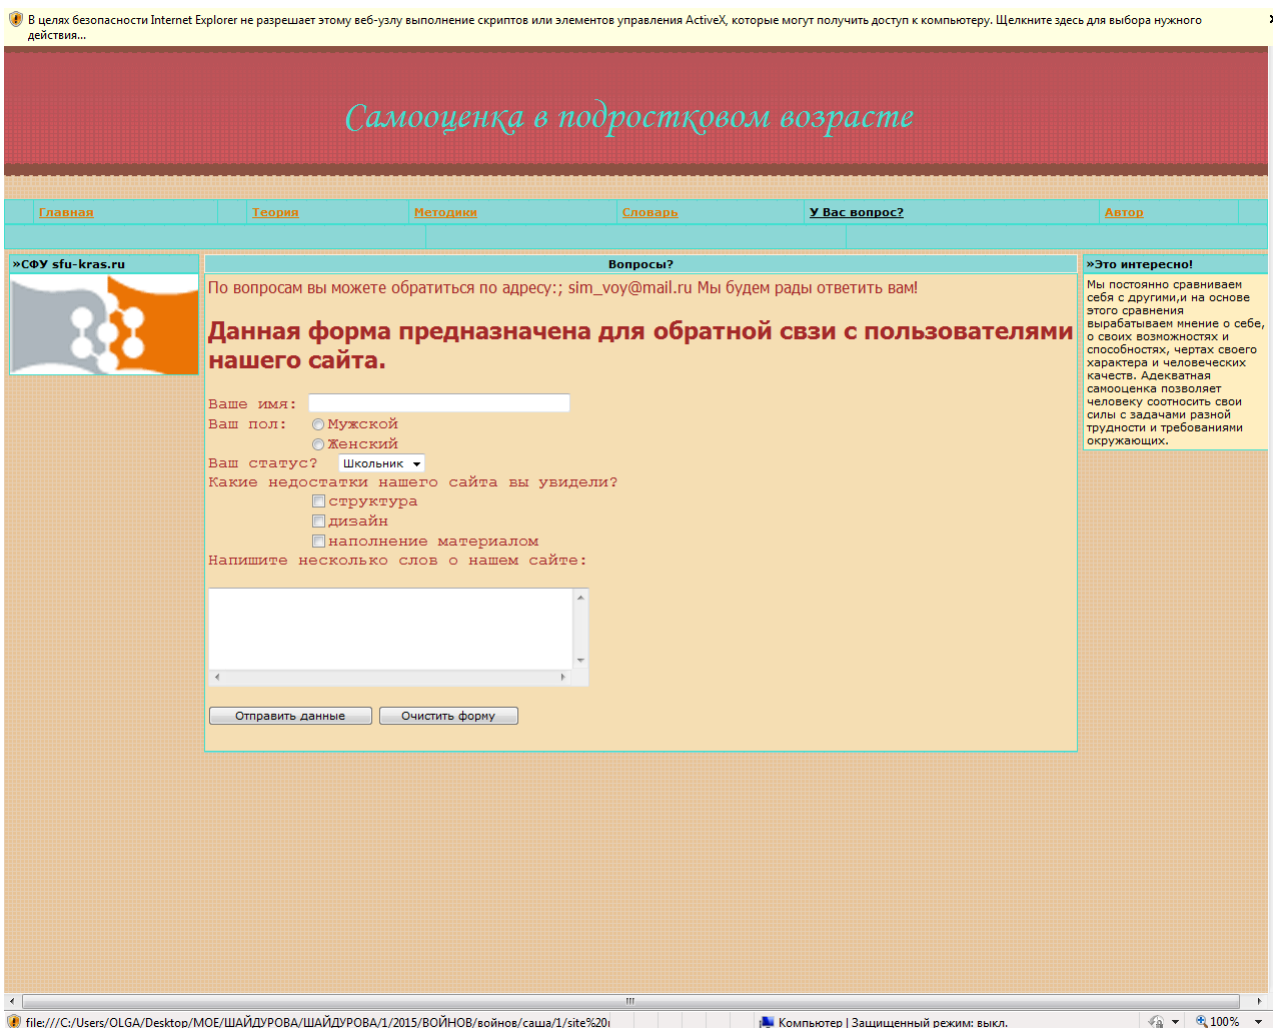 В целях безопасности Internet Explorer не разрешает этому веб-узлу выполнение скриптов или элементов управления ActiveX, которые могут получить доступ к компьютеру. Щелкните здесь для выбора нужного
действия...
Самооценка в подростковом возрасте
Главная Теория Методики Словарь У Вас вопрос? Автор
»СФУ sfu-kras.ru
Вопросы?
По вопросам вы можете обратиться по адресу:; sim_voy@mail.ru Мы будем рады ответить вам!
Данная форма предназначена для обратной свзи с пользователями
нашего сайта.
Ваше имя:
Ваш пол: Мужской
Женский
Ваш статус? Школьник
Какие недостатки нашего сайта вы увидели?
структура
дизайн
наполнение материалом
Напишите несколько слов о нашем сайте:
Отправить данные Очистить форму
»Это интересно!
Мы постоянно сравниваем
себя с другими,и на основе
этого сравнения
вырабатываем мнение о себе,
о своих возможностях и
способностях, чертах своего
характера и человеческих
качеств. Адекватная
самооценка позволяет
человеку соотносить свои
силы с задачами разной
трудности и требованиями
окружающих.
file:///C:/Users/OLGA/Desktop/МОЕ/ШАЙДУРОВА/ШАЙДУРОВА/1/2015/ВОЙНОВ/войнов/саша/1/site%20 Компьютер | Защищенный режим: выкл. 100%